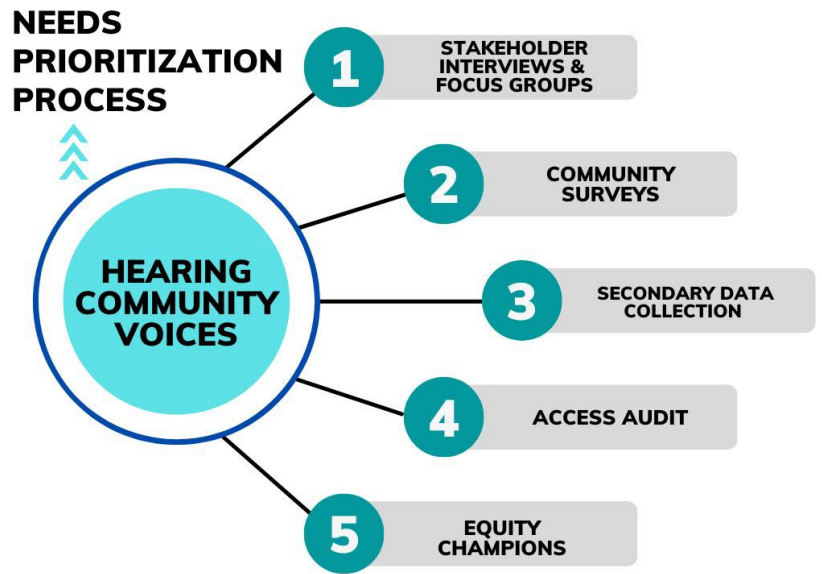 NEEDS
PRIORITIZATION
PROCESS
HEARING
COMMUNITY
VOICES
1
STAKEHOLDER
INTERVIEWS &
FOCUS GROUPS
2
COMMUNITY
SURVEYS
3
SECONDARY DATA
COLLECTION
4
ACCESS AUDIT
5
EQUITY
CHAMPIONS